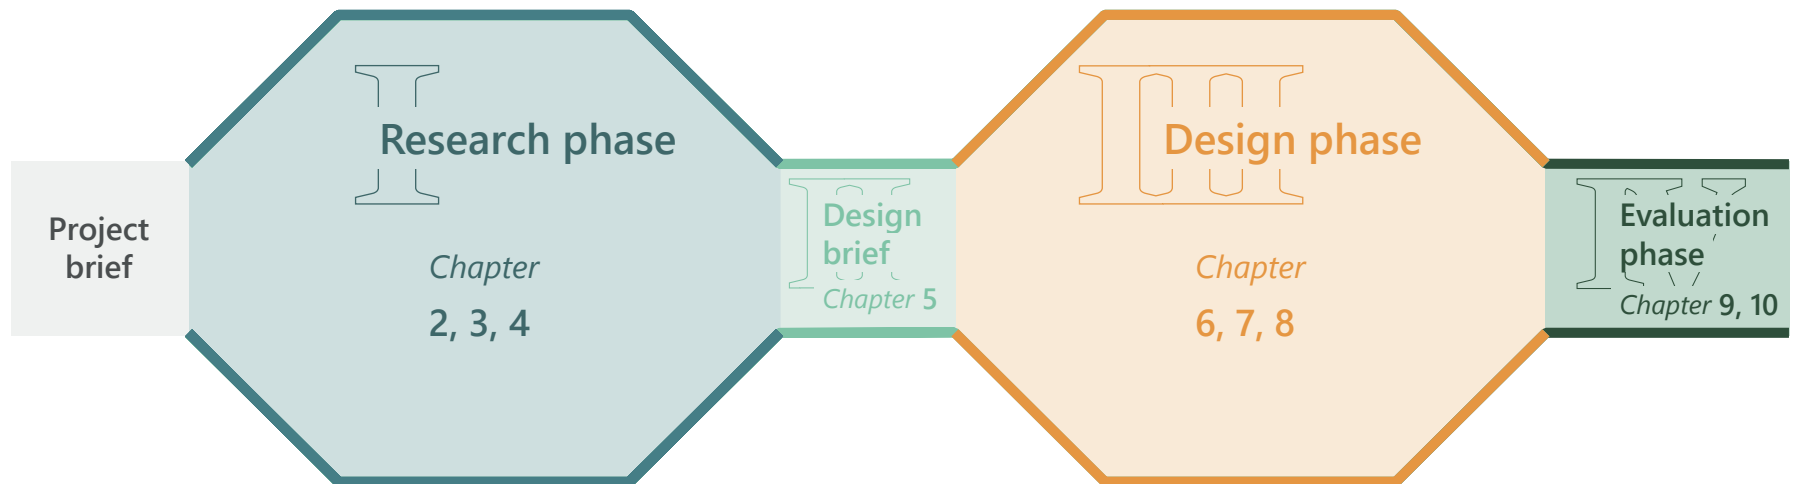 Project
brief
I
Research phase
Chapter
2, 3, 4
II
Design
brief
Chapter 5
III
Design phase
Chapter
6, 7, 8
IV
Evaluation
phase
Chapter 9, 10